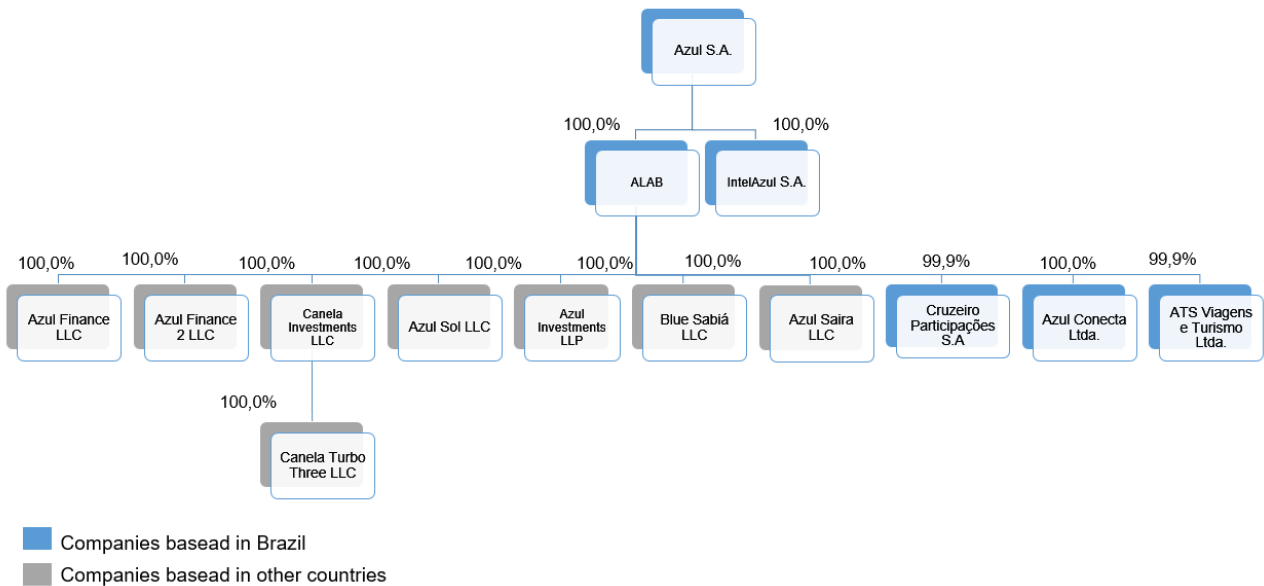 Azul S.A.
100,0%
100,0%
ALAB
IntelAzul S.A.
100,0%
100,0%
100,0%
100,0%
100,0%
100,0%
100,0%
100,0%
99,9%
100,0%
99,9%
Azul Finance
LLC
Azul Finance
2 LLC
Canela
Investments
LLC
Azul Sol LLC
Azul
Investments
LLP
Blue Sabiá
LLC
Azul Saira
LLC
Cruzeiro
Participações
S.A
Azul Conecta
Ltda.
ATS Viagens
e Turismo
Ltda.
100,0%
Canela Turbo
Three LLC
Companies basead in Brazil
Companies basead in other countries